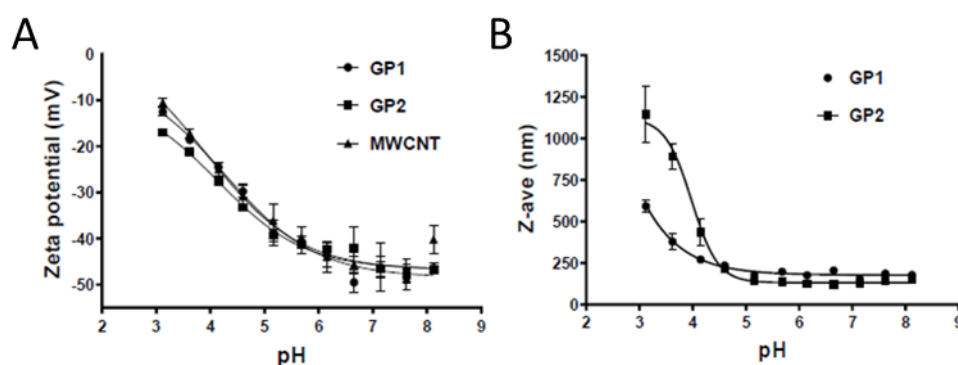 A
Zeta potential (mV)
0
-10
-20
-30
-40
-50
2 3 4 5 6 7 8 9
pH
GP1
GP2
MWCNT
B
Z-ave (nm)
1500
1250
1000
750
500
250
0
2 3 4 5 6 7 8 9
pH
GP1
GP2